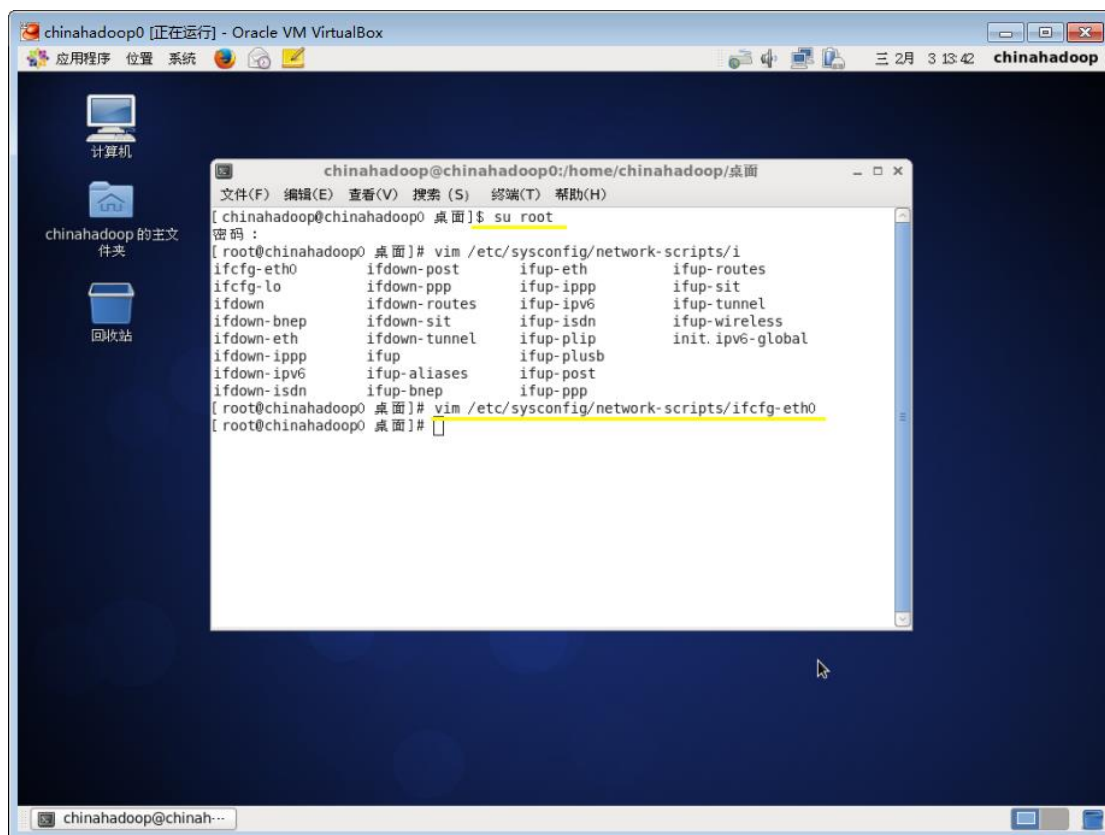 chinahadoop0 [正在运行] - Oracle VM VirtualBox
应用程序 位置 系统 三 2月 3 13:42 chinahadoop
计算机
chinahadoop 的主文件夹
回收站
chinahadoop@chinahadoop0:/home/chinahadoop/桌面
文件(F) 编辑(E) 查看(V) 搜索 (S) 终端(T) 帮助(H)
[chinahadoop@chinahadoop0 桌面]$ su root
密码：
[root@chinahadoop0 桌面]# vim /etc/sysconfig/network-scripts/i
ifcfg-eth0 ifdown-post ifup-eth ifup-routes
ifcfg-lo ifdown-ppp ifup-ippp ifup-sit
ifdown ifdown-routes ifup-ipv6 ifup-tunnel
ifdown-bnep ifdown-sit ifup-isdn ifup-wireless
ifdown-eth ifdown-tunnel ifup-plip init.ipv6-global
ifdown-ippp ifup ifup-plusb
ifdown-ipv6 ifup-aliases ifup-post
ifdown-isdn ifup-bnep ifup-ppp
[root@chinahadoop0 桌面]# vim /etc/sysconfig/network-scripts/ifcfg-eth0
[root@chinahadoop0 桌面]#
chinahadoop@chinah···